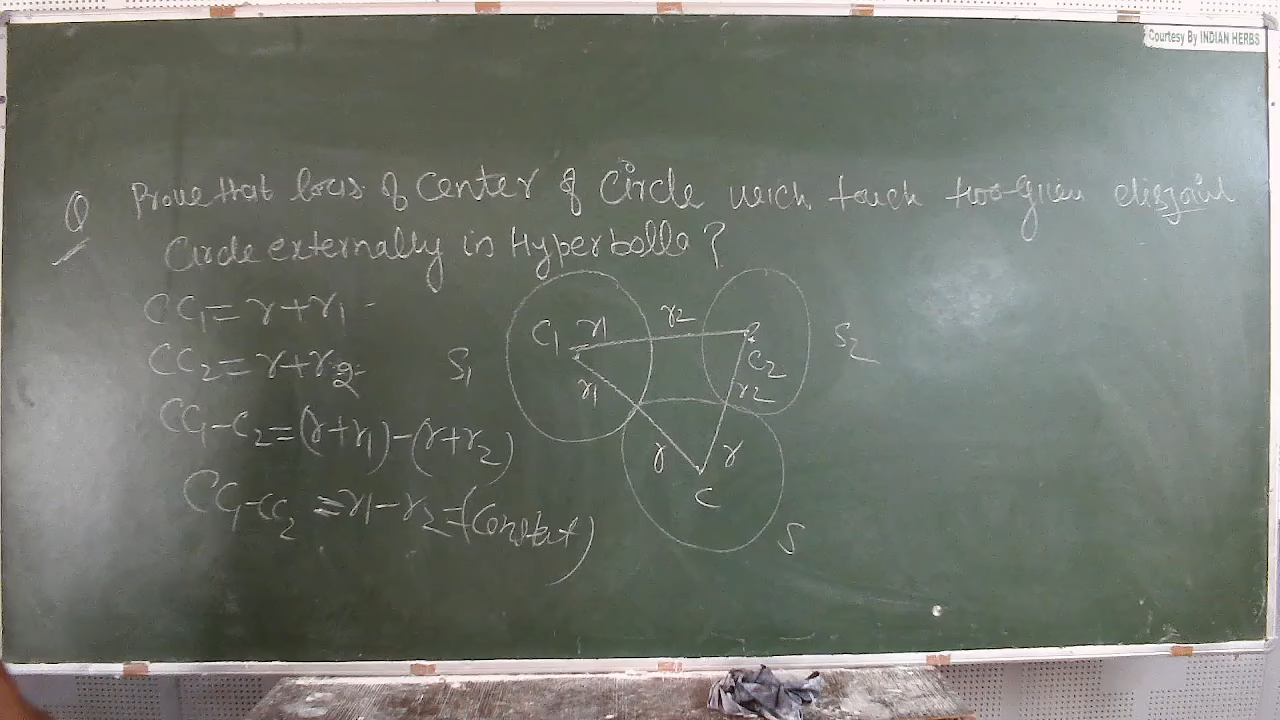 Courtesy By INDIAN HERBS
Q Prove that locus of Center of Circle wich touch two Given disjoint
Circle externally is Hyperbolla ?
CC₁ = r + r₁
CC₂ = r + r₂
CC₁ - C₂ = (r + r₁) - (r + r₂)
CC₁ - CC₂ = r₁ - r₂ = (Constat)
S₁
C₁ r₁ r₂
C₂
S₂
r₁ r₂
r r
C
S